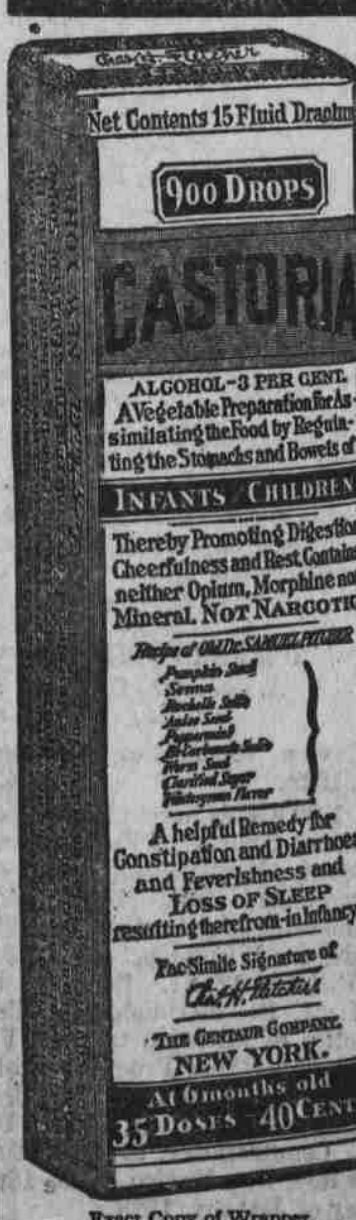 Chas. H. Fletcher
Net Contents 15 Fluid Drachm
900 DROPS
CASTORIA
ALCOHOL-3 PER CENT.
A Vegetable Preparation for As-
similating the Food by Regula-
ting the Stomachs and Bowels of
INFANTS CHILDREN
Thereby Promoting Digestion
Cheerfulness and Rest. Contains
neither Opium, Morphine nor
Mineral. NOT NARCOTIC
Recipe of Old Dr. SAMUEL PITCHER
Pumpkin Seed
Senna
Rochelle Salts
Anise Seed
Peppermint
Bi-Carbonate Soda
Worm Seed
Clarified Sugar
Wintergreen Flavor
A helpful Remedy for
Constipation and Diarrhoea
and Feverishness and
LOSS OF SLEEP
resulting therefrom-in Infancy
Fac-Simile Signature of
Chas. H. Fletcher
THE CENTAUR COMPANY.
NEW YORK.
At 6 months old
35 DOSES - 40 CENTS
Exact Copy of Wrapper